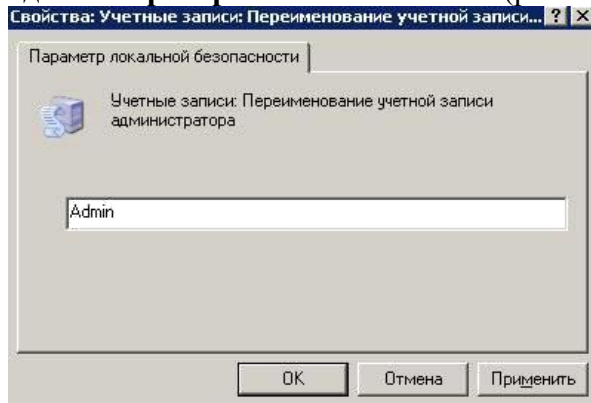 Свойства: Учетные записи: Переименование учетной записи... ? X
Параметр локальной безопасности
Учетные записи: Переименование учетной записи
администратора
Admin
OK Отмена Применить